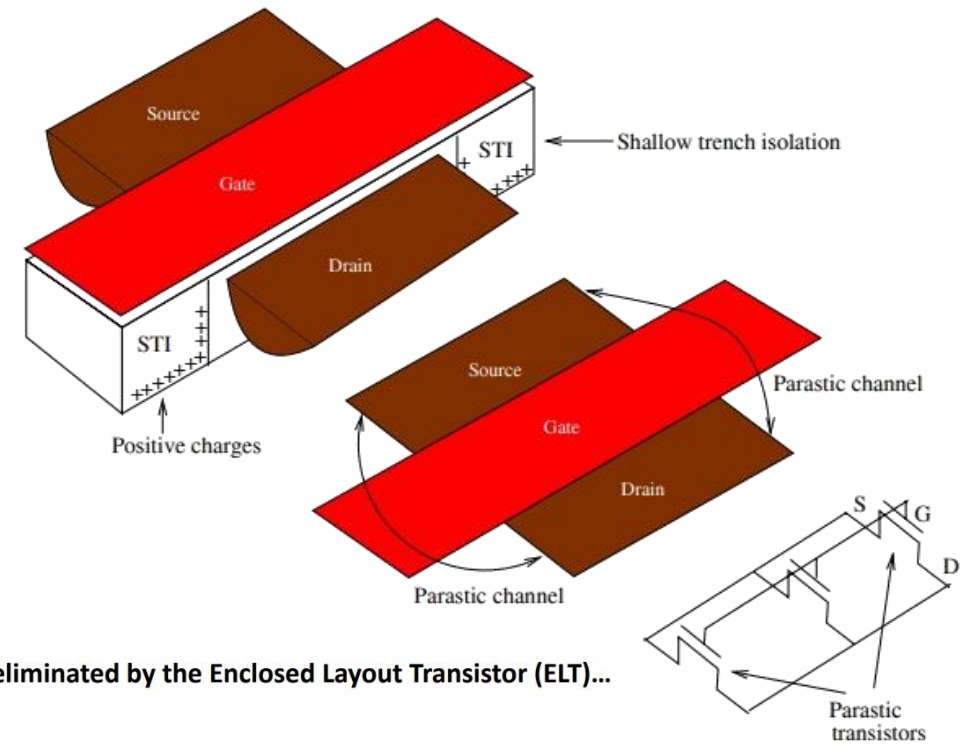 Source
Gate
STI
Shallow trench isolation
Drain
STI
Positive charges
Source
Gate
Parastic channel
Drain
Parastic channel
S
G
D
eliminated by the Enclosed Layout Transistor (ELT)...
Parastic
transistors